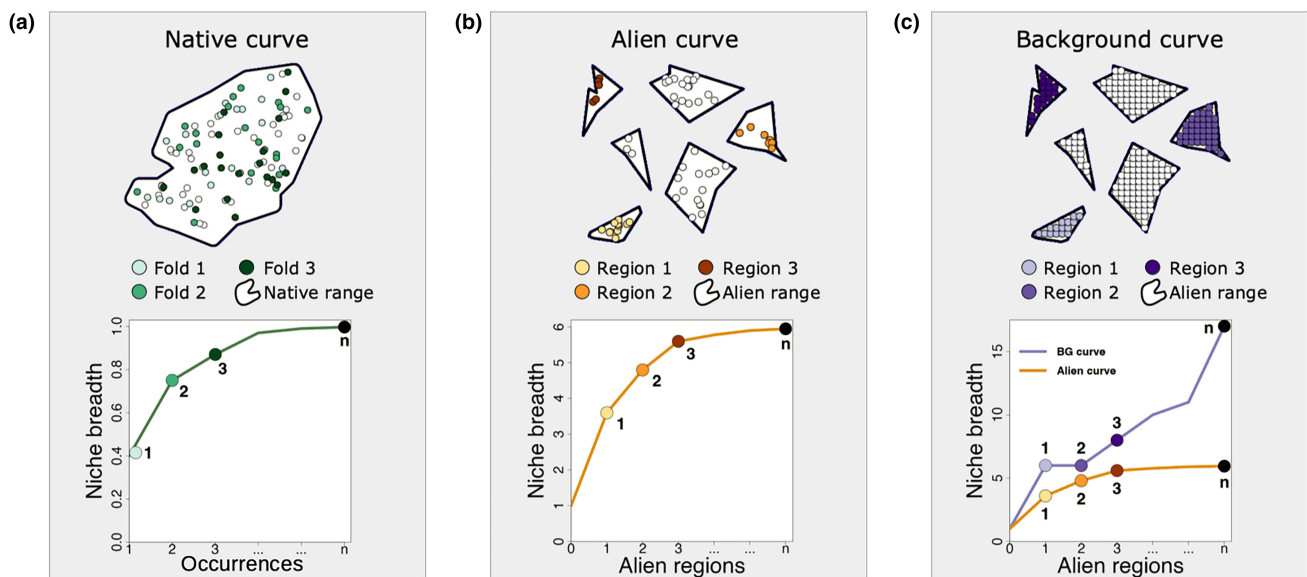 (a)
Native curve
Fold 1
Fold 3
Fold 2
Native range
Niche breadth
1.0
0.8
0.6
0.4
0.2
0.0
1
2
3
n
1
2
3
...
...
n
Occurrences
(b)
Alien curve
Region 1
Region 3
Region 2
Alien range
Niche breadth
6
5
4
3
2
1
0
1
2
3
n
0
1
2
3
...
...
n
Alien regions
(c)
Background curve
Region 1
Region 3
Region 2
Alien range
Niche breadth
15
10
5
0
BG curve
Alien curve
n
1
2
3
1
2
3
n
0
1
2
3
...
...
n
Alien regions